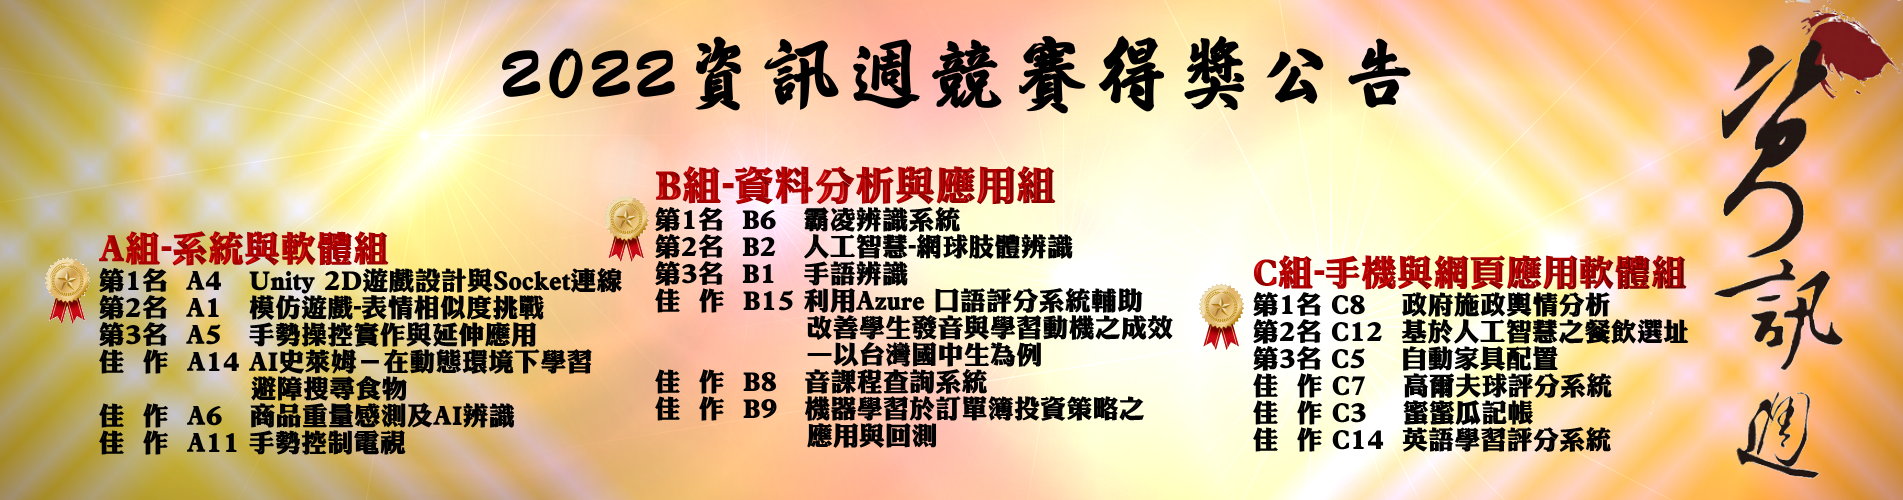 2022資訊週競賽得獎公告
A組-系統與軟體組
第1名 A4 Unity 2D遊戲設計與Socket連線
第2名 A1 模仿遊戲-表情相似度挑戰
第3名 A5 手勢操控實作與延伸應用
佳 作 A14 AI史萊姆－在動態環境下學習
避障搜尋食物
佳 作 A6 商品重量感測及AI辨識
佳 作 A11 手勢控制電視
B組-資料分析與應用組
第1名 B6 霸凌辨識系統
第2名 B2 人工智慧-網球肢體辨識
第3名 B1 手語辨識
佳 作 B15 利用Azure 口語評分系統輔助
改善學生發音與學習動機之成效
—以台灣國中生為例
佳 作 B8 音課程查詢系統
佳 作 B9 機器學習於訂單簿投資策略之
應用與回測
C組-手機與網頁應用軟體組
第1名 C8 政府施政輿情分析
第2名 C12 基於人工智慧之餐飲選址
第3名 C5 自動家具配置
佳 作 C7 高爾夫球評分系統
佳 作 C3 蜜蜜瓜記帳
佳 作 C14 英語學習評分系統
資訊週